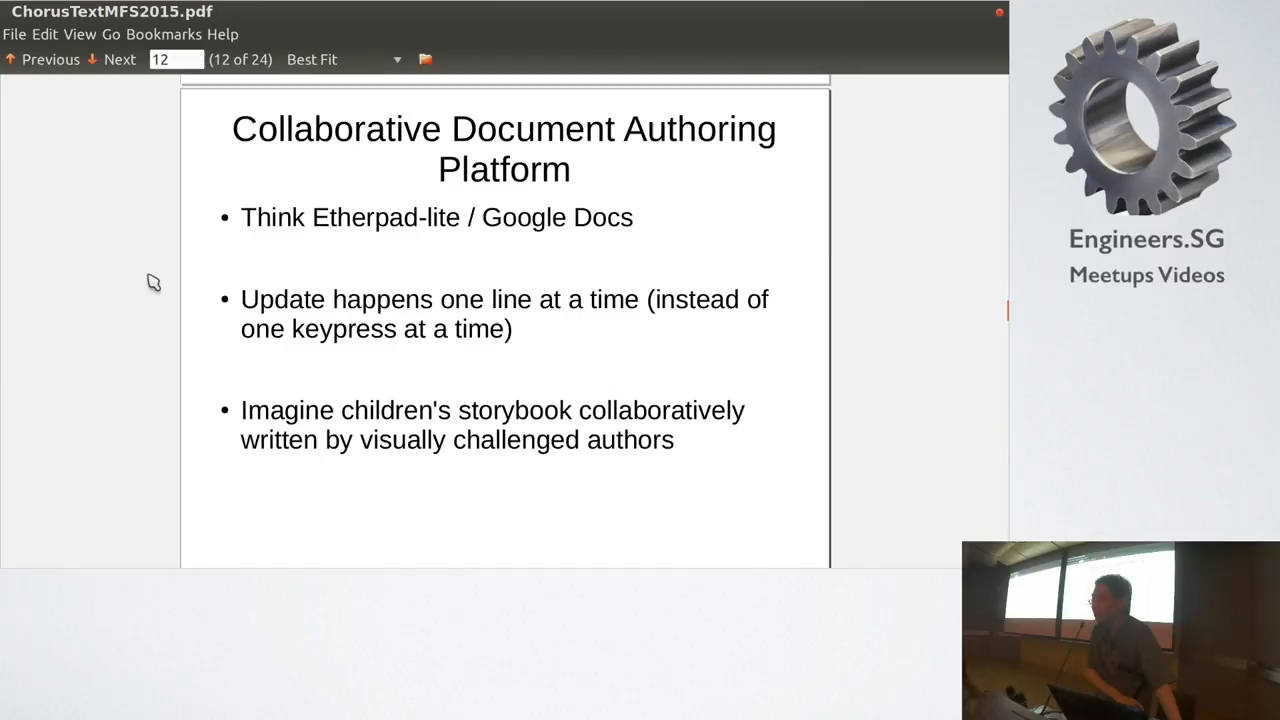 ChorusTextMFS2015.pdf
File Edit View Go Bookmarks Help
Previous Next 12 (12 of 24) Best Fit
Collaborative Document Authoring
Platform
• Think Etherpad-lite / Google Docs
• Update happens one line at a time (instead of
one keypress at a time)
• Imagine children's storybook collaboratively
written by visually challenged authors
Engineers.SG
Meetups Videos